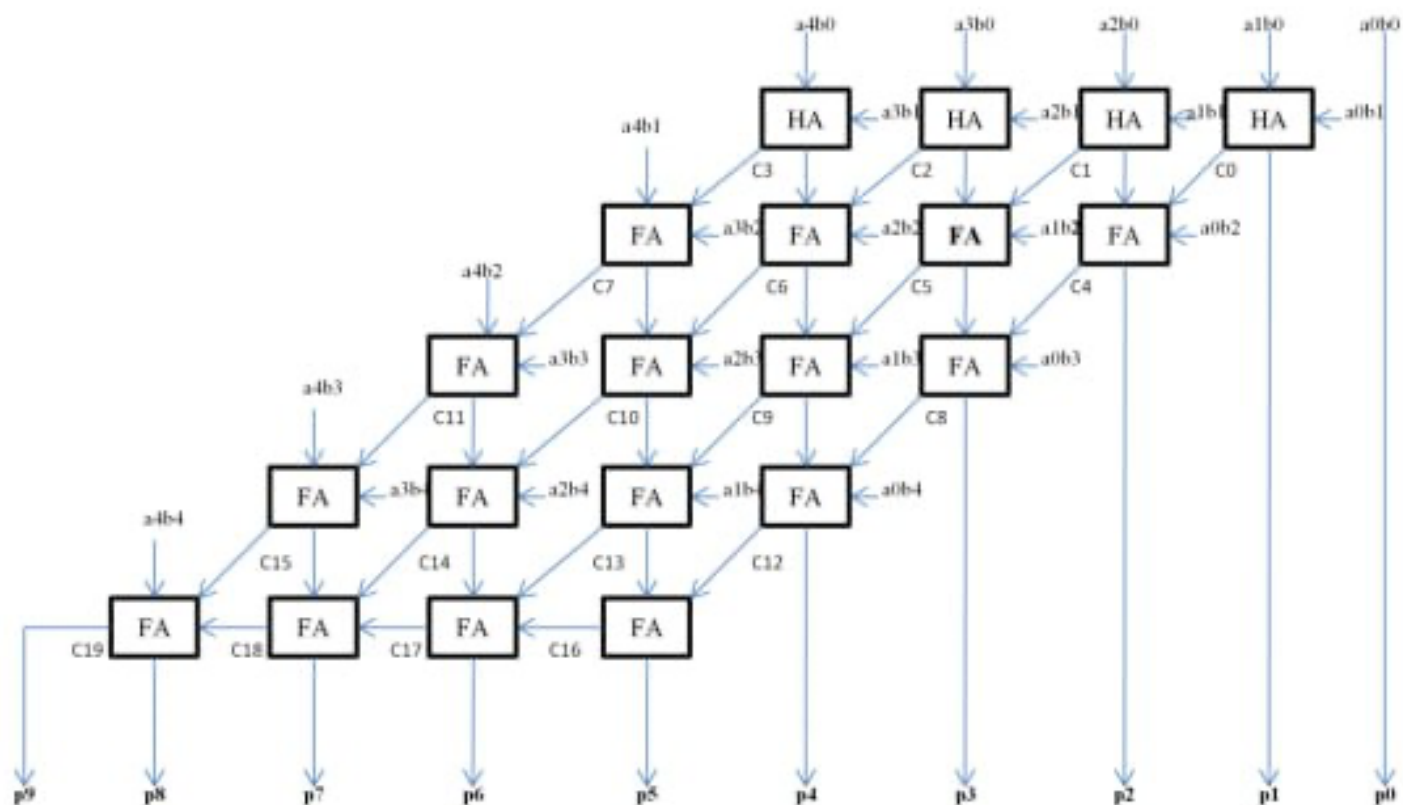 a4b0 a3b0 a2b0 a1b0 a0b0
HA a3b1 HA a2b1 HA a1b1 HA a0b1
a4b1
C3 C2 C1 C0
FA a3b2 FA a2b2 FA a1b2 FA a0b2
a4b2
C7 C6 C5 C4
FA a3b3 FA a2b3 FA a1b3 FA a0b3
a4b3
C11 C10 C9 C8
FA a3b4 FA a2b4 FA a1b4 FA a0b4
a4b4
C15 C14 C13 C12
FA FA FA FA
C19 C18 C17 C16
p9 p8 p7 p6 p5 p4 p3 p2 p1 p0